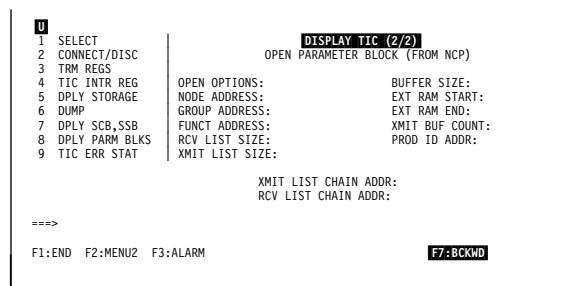 U
1 SELECT DISPLAY TIC (2/2)
2 CONNECT/DISC OPEN PARAMETER BLOCK (FROM NCP)
3 TRM REGS
4 TIC INTR REG OPEN OPTIONS: BUFFER SIZE:
5 DPLY STORAGE NODE ADDRESS: EXT RAM START:
6 DUMP GROUP ADDRESS: EXT RAM END:
7 DPLY SCB,SSB FUNCT ADDRESS: XMIT BUF COUNT:
8 DPLY PARM BLKS RCV LIST SIZE: PROD ID ADDR:
9 TIC ERR STAT XMIT LIST SIZE:
XMIT LIST CHAIN ADDR:
RCV LIST CHAIN ADDR:
===>
F1:END F2:MENU2 F3:ALARM F7:BCKWD